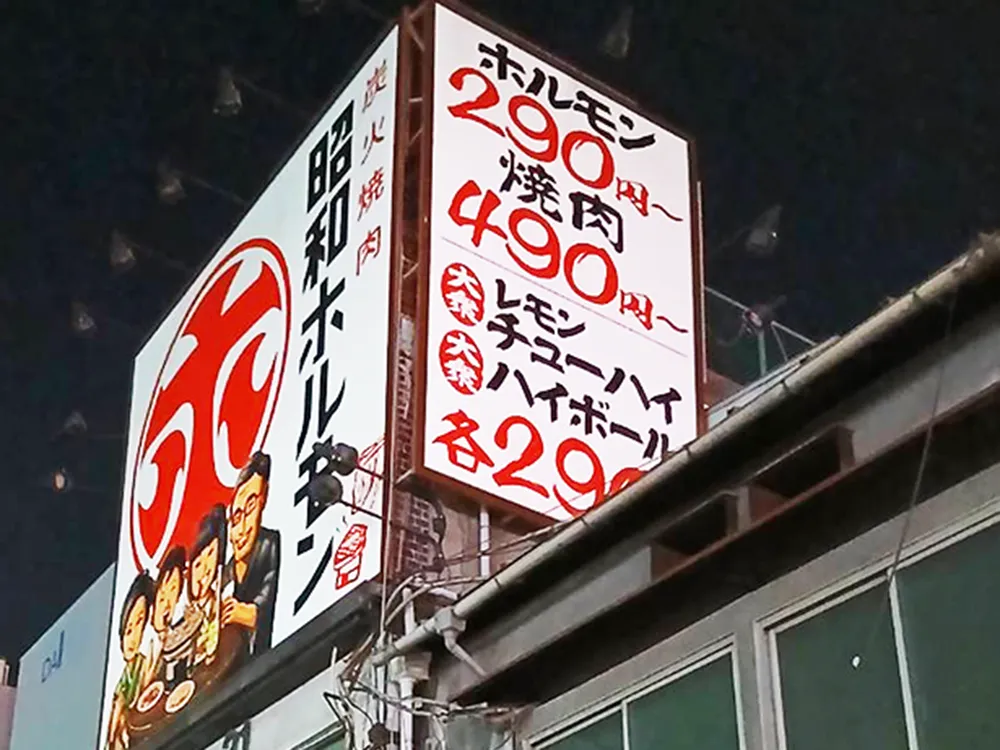 炭火焼肉
昭和ホルモン
ホルモン
290円～
焼肉
490円～
大衆 レモン
チューハイ
大衆 ハイボール
各290